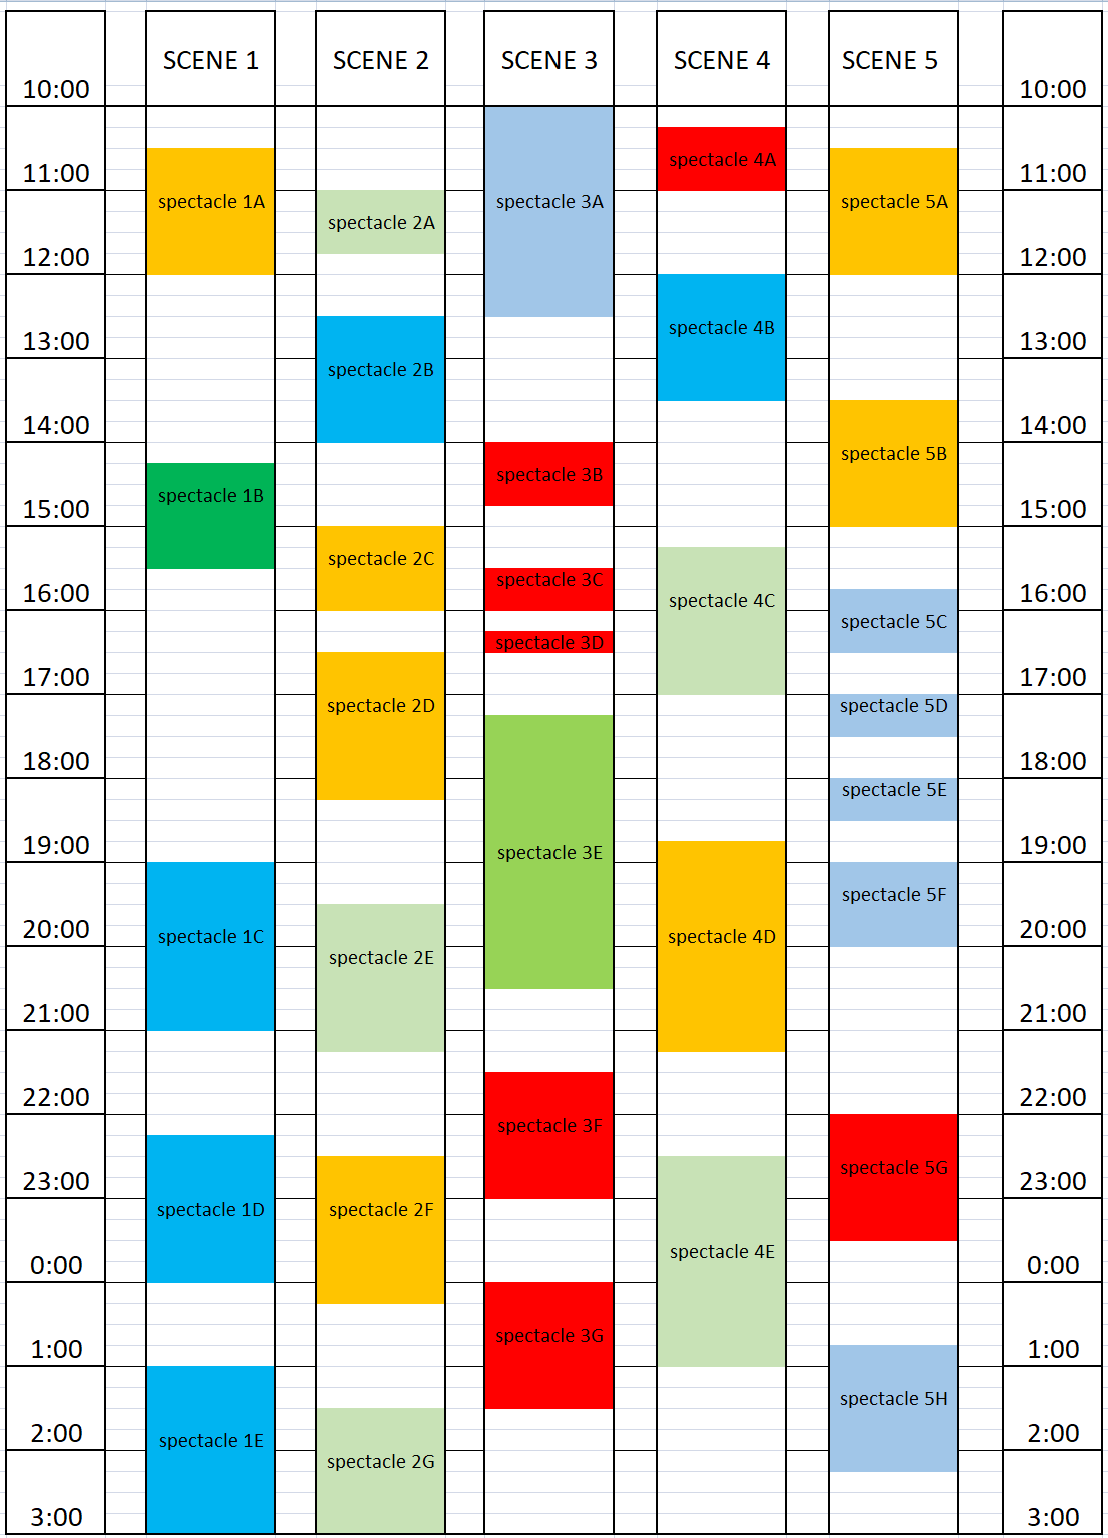 SCENE 1 SCENE 2 SCENE 3 SCENE 4 SCENE 5
10:00 10:00
spectacle 4A
11:00 11:00
spectacle 1A spectacle 3A spectacle 5A
spectacle 2A
12:00 12:00
spectacle 4B
13:00 13:00
spectacle 2B
14:00 14:00
spectacle 5B
spectacle 3B
spectacle 1B
15:00 15:00
spectacle 2C
spectacle 3C
16:00 16:00
spectacle 4C
spectacle 5C
spectacle 3D
17:00 17:00
spectacle 2D spectacle 5D
18:00 18:00
spectacle 5E
19:00 19:00
spectacle 3E
spectacle 5F
20:00 20:00
spectacle 1C spectacle 4D
spectacle 2E
21:00 21:00
22:00 22:00
spectacle 3F
spectacle 5G
23:00 23:00
spectacle 1D spectacle 2F
spectacle 4E
0:00 0:00
spectacle 3G
1:00 1:00
spectacle 5H
2:00 2:00
spectacle 1E
spectacle 2G
3:00 3:00